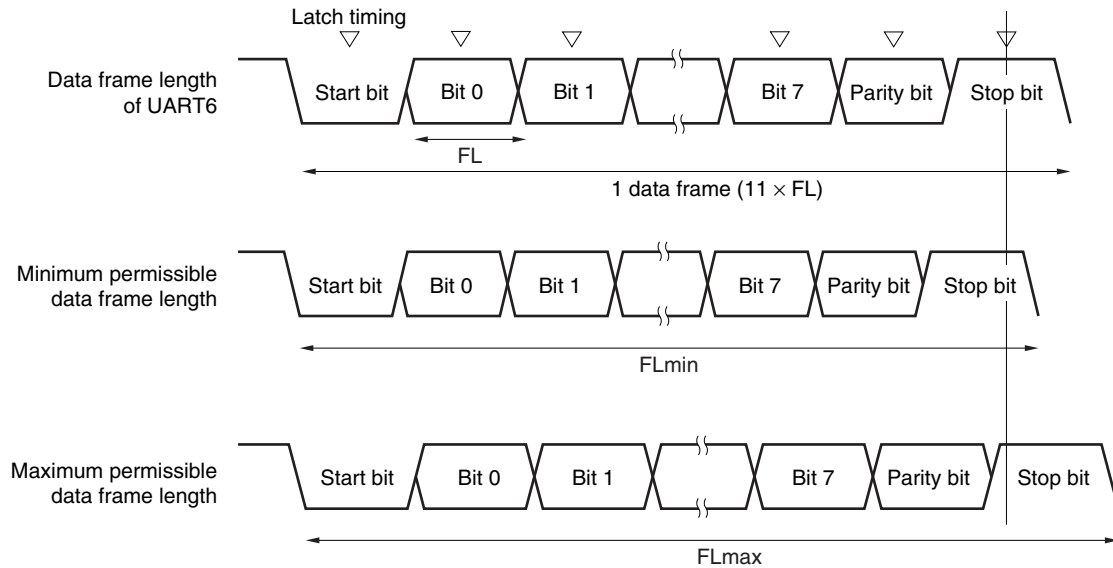 Latch timing
Data frame length
of UART6
Start bit
Bit 0
Bit 1
Bit 7
Parity bit
Stop bit
FL
1 data frame (11 × FL)
Minimum permissible
data frame length
Start bit
Bit 0
Bit 1
Bit 7
Parity bit
Stop bit
FLmin
Maximum permissible
data frame length
Start bit
Bit 0
Bit 1
Bit 7
Parity bit
Stop bit
FLmax